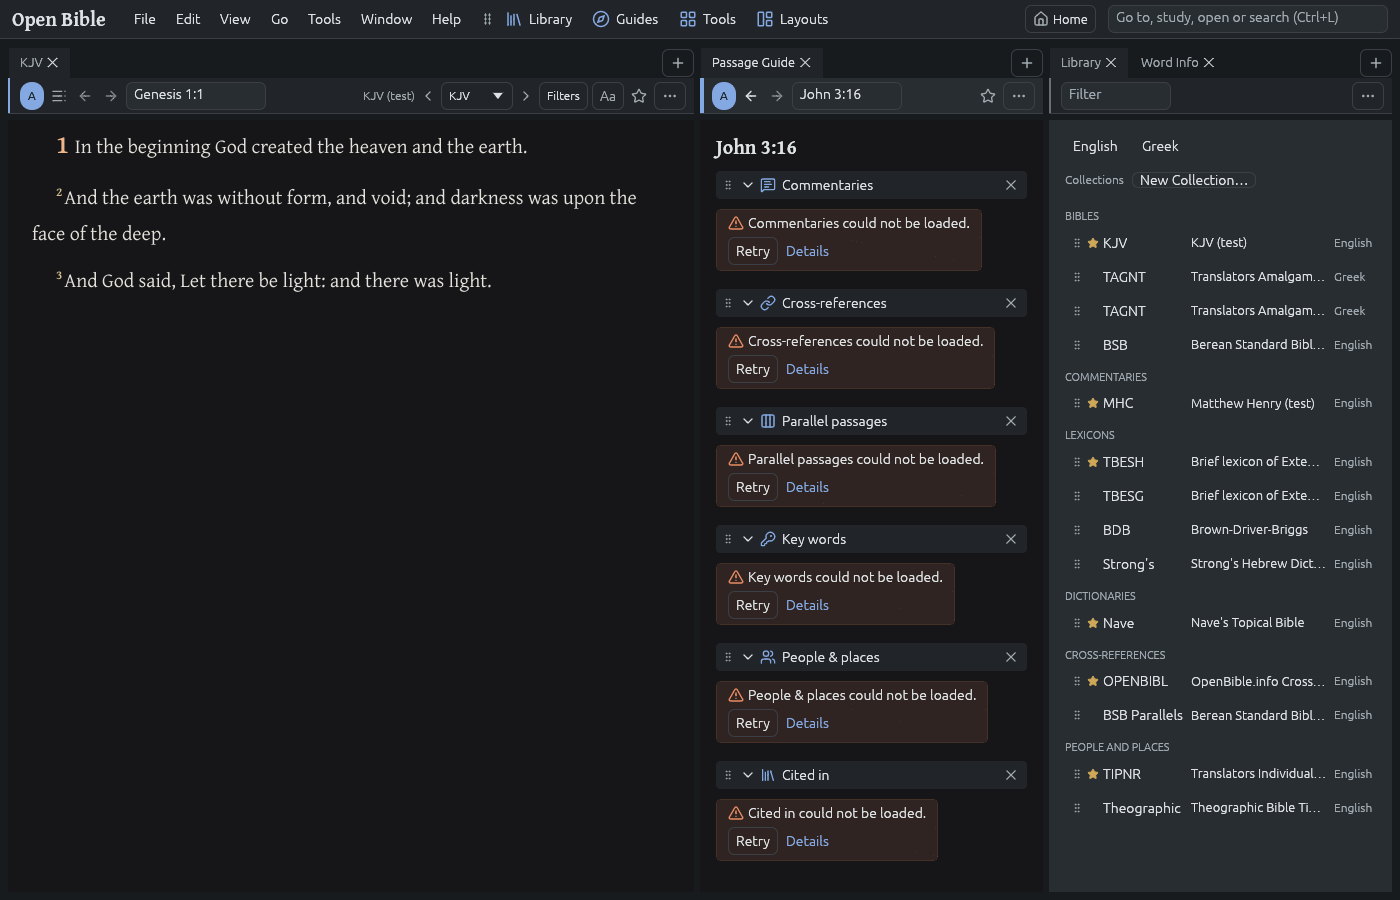 Open Bible File Edit View Go Tools Window Help Library Guides Tools Layouts Home Go to, study, open or search (Ctrl+L)
KJV
A Genesis 1:1 KJV (test) KJV Filters Aa
1 In the beginning God created the heaven and the earth.
2 And the earth was without form, and void; and darkness was upon the
face of the deep.
3 And God said, Let there be light: and there was light.
Passage Guide
A John 3:16
John 3:16
Commentaries
Commentaries could not be loaded.
Retry Details
Cross-references
Cross-references could not be loaded.
Retry Details
Parallel passages
Parallel passages could not be loaded.
Retry Details
Key words
Key words could not be loaded.
Retry Details
People & places
People & places could not be loaded.
Retry Details
Cited in
Cited in could not be loaded.
Retry Details
Library Word Info
Filter
English Greek
Collections New Collection...
BIBLES
KJV KJV (test) English
TAGNT Translators Amalgam... Greek
TAGNT Translators Amalgam... Greek
BSB Berean Standard Bibl... English
COMMENTARIES
MHC Matthew Henry (test) English
LEXICONS
TBESH Brief lexicon of Exte... English
TBESG Brief lexicon of Exte... English
BDB Brown-Driver-Briggs English
Strong's Strong's Hebrew Dict... English
DICTIONARIES
Nave Nave's Topical Bible English
CROSS-REFERENCES
OPENBIBL OpenBible.info Cross... English
BSB Parallels Berean Standard Bibl... English
PEOPLE AND PLACES
TIPNR Translators Individual... English
Theographic Theographic Bible Ti... English